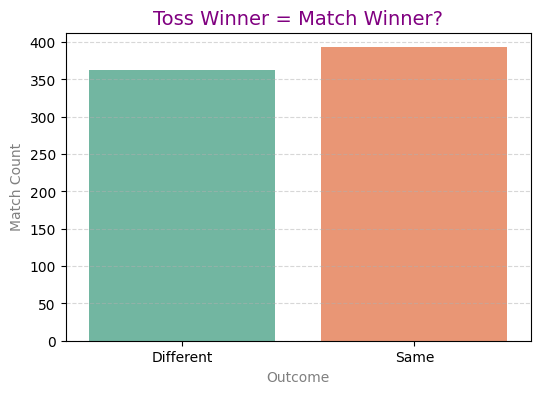 Toss Winner = Match Winner?
400
350
300
250
200
150
100
50
0
Match Count
Different
Same
Outcome